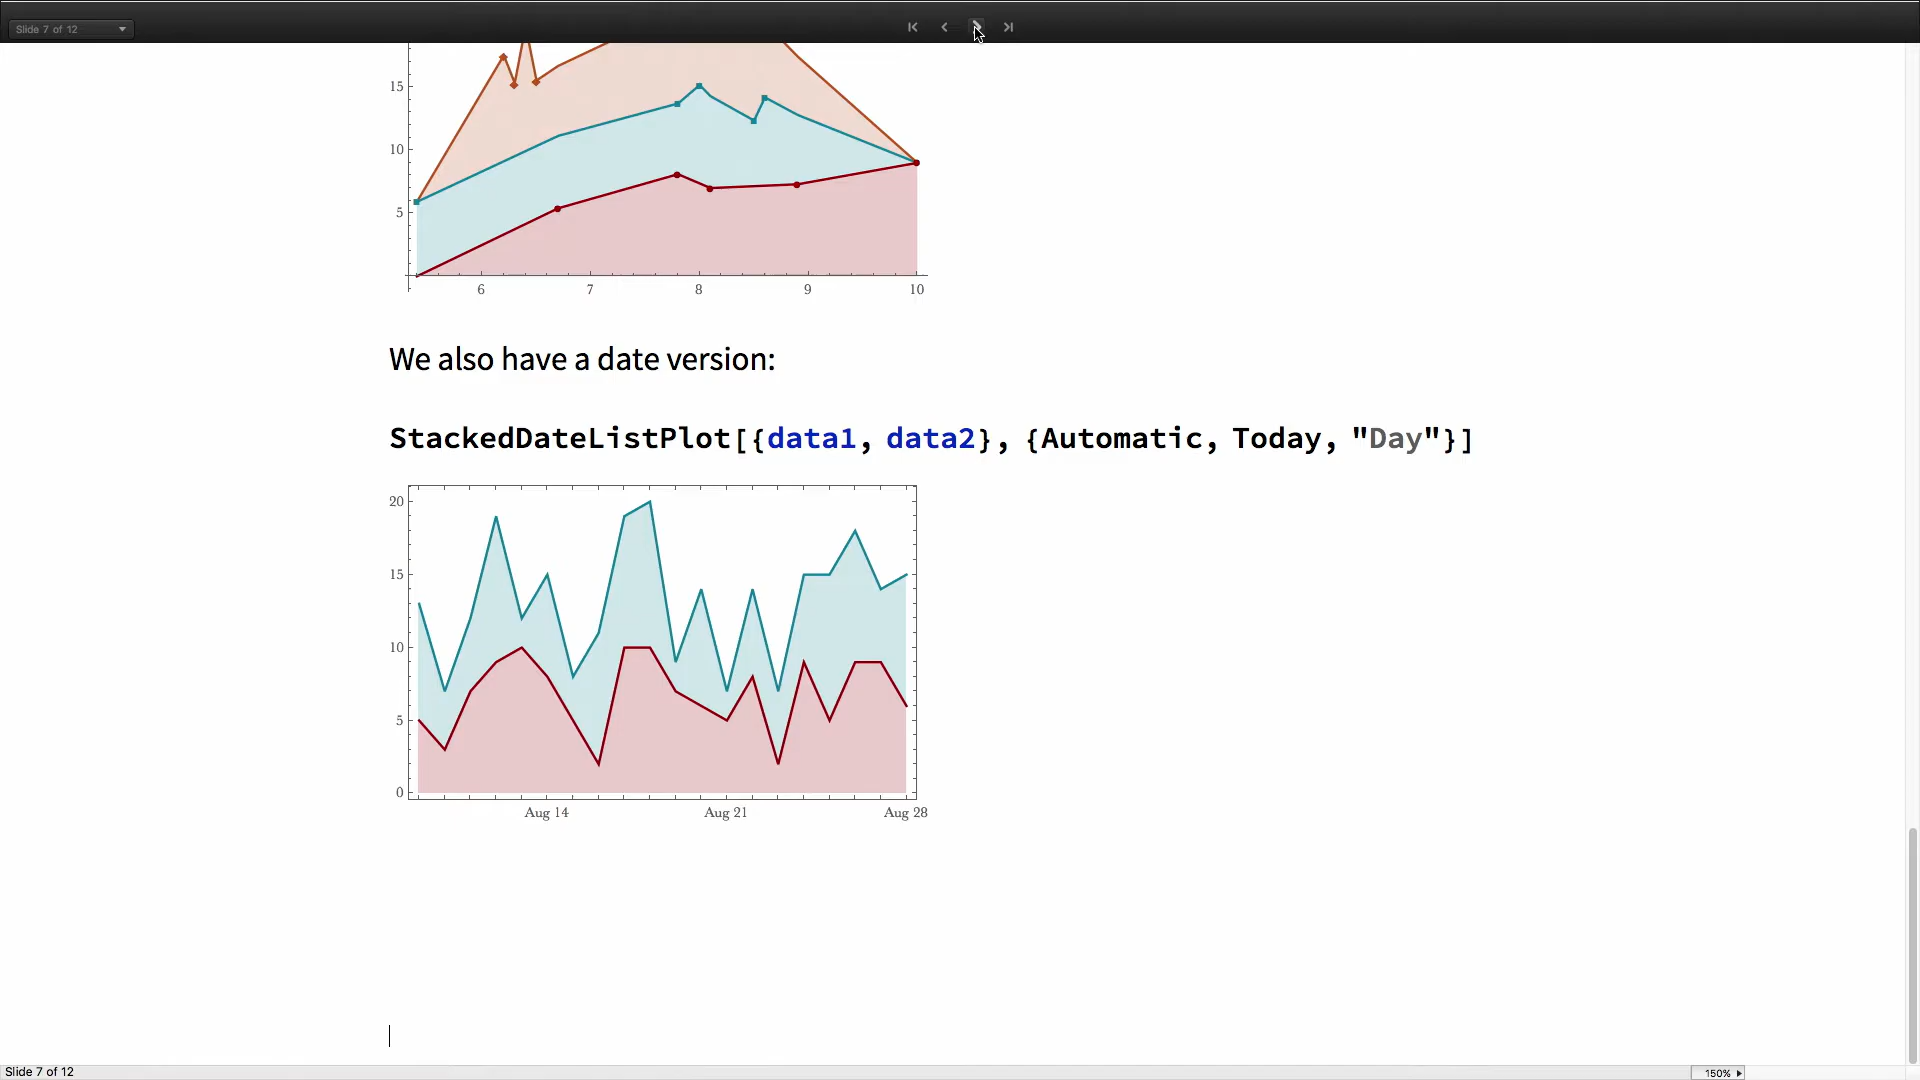 Slide 7 of 12
15
10
5
6 7 8 9 10
We also have a date version:
StackedDateListPlot[{data1, data2}, {Automatic, Today, "Day"}]
20
15
10
5
0
Aug 14 Aug 21 Aug 28
Slide 7 of 12
150%